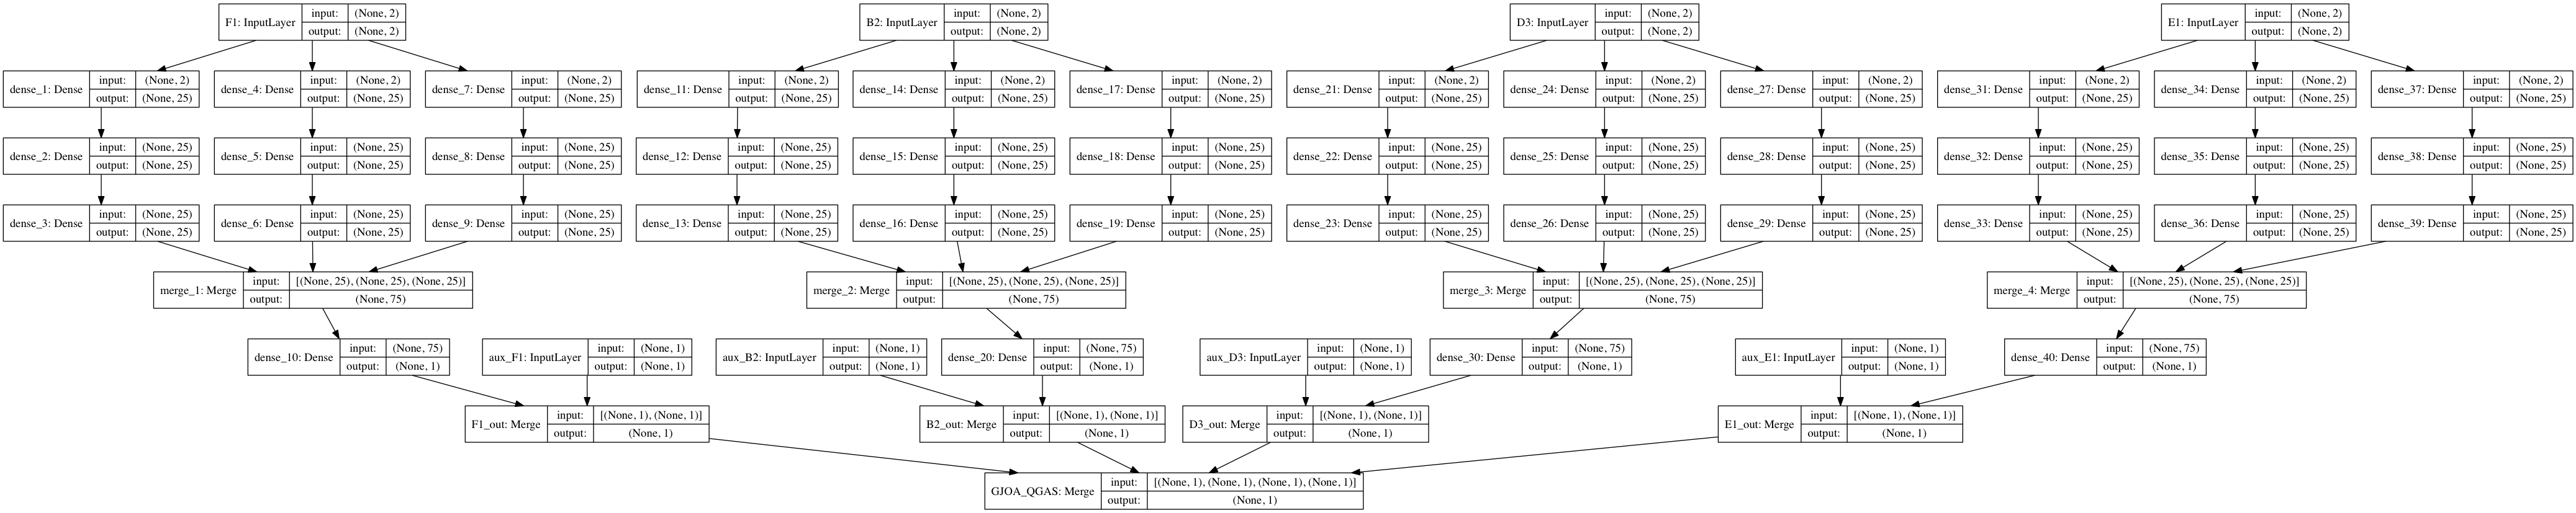 F1: InputLayer input: (None, 2) output: (None, 2)
B2: InputLayer input: (None, 2) output: (None, 2)
D3: InputLayer input: (None, 2) output: (None, 2)
E1: InputLayer input: (None, 2) output: (None, 2)
dense_1: Dense input: (None, 2) output: (None, 25)
dense_4: Dense input: (None, 2) output: (None, 25)
dense_7: Dense input: (None, 2) output: (None, 25)
dense_11: Dense input: (None, 2) output: (None, 25)
dense_14: Dense input: (None, 2) output: (None, 25)
dense_17: Dense input: (None, 2) output: (None, 25)
dense_21: Dense input: (None, 2) output: (None, 25)
dense_24: Dense input: (None, 2) output: (None, 25)
dense_27: Dense input: (None, 2) output: (None, 25)
dense_31: Dense input: (None, 2) output: (None, 25)
dense_34: Dense input: (None, 2) output: (None, 25)
dense_37: Dense input: (None, 2) output: (None, 25)
dense_2: Dense input: (None, 25) output: (None, 25)
dense_5: Dense input: (None, 25) output: (None, 25)
dense_8: Dense input: (None, 25) output: (None, 25)
dense_12: Dense input: (None, 25) output: (None, 25)
dense_15: Dense input: (None, 25) output: (None, 25)
dense_18: Dense input: (None, 25) output: (None, 25)
dense_22: Dense input: (None, 25) output: (None, 25)
dense_25: Dense input: (None, 25) output: (None, 25)
dense_28: Dense input: (None, 25) output: (None, 25)
dense_32: Dense input: (None, 25) output: (None, 25)
dense_35: Dense input: (None, 25) output: (None, 25)
dense_38: Dense input: (None, 25) output: (None, 25)
dense_3: Dense input: (None, 25) output: (None, 25)
dense_6: Dense input: (None, 25) output: (None, 25)
dense_9: Dense input: (None, 25) output: (None, 25)
dense_13: Dense input: (None, 25) output: (None, 25)
dense_16: Dense input: (None, 25) output: (None, 25)
dense_19: Dense input: (None, 25) output: (None, 25)
dense_23: Dense input: (None, 25) output: (None, 25)
dense_26: Dense input: (None, 25) output: (None, 25)
dense_29: Dense input: (None, 25) output: (None, 25)
dense_33: Dense input: (None, 25) output: (None, 25)
dense_36: Dense input: (None, 25) output: (None, 25)
dense_39: Dense input: (None, 25) output: (None, 25)
merge_1: Merge input: [(None, 25), (None, 25), (None, 25)] output: (None, 75)
merge_2: Merge input: [(None, 25), (None, 25), (None, 25)] output: (None, 75)
merge_3: Merge input: [(None, 25), (None, 25), (None, 25)] output: (None, 75)
merge_4: Merge input: [(None, 25), (None, 25), (None, 25)] output: (None, 75)
dense_10: Dense input: (None, 75) output: (None, 1)
aux_F1: InputLayer input: (None, 1) output: (None, 1)
aux_B2: InputLayer input: (None, 1) output: (None, 1)
dense_20: Dense input: (None, 75) output: (None, 1)
aux_D3: InputLayer input: (None, 1) output: (None, 1)
dense_30: Dense input: (None, 75) output: (None, 1)
aux_E1: InputLayer input: (None, 1) output: (None, 1)
dense_40: Dense input: (None, 75) output: (None, 1)
F1_out: Merge input: [(None, 1), (None, 1)] output: (None, 1)
B2_out: Merge input: [(None, 1), (None, 1)] output: (None, 1)
D3_out: Merge input: [(None, 1), (None, 1)] output: (None, 1)
E1_out: Merge input: [(None, 1), (None, 1)] output: (None, 1)
GJOA_QGAS: Merge input: [(None, 1), (None, 1), (None, 1), (None, 1)] output: (None, 1)